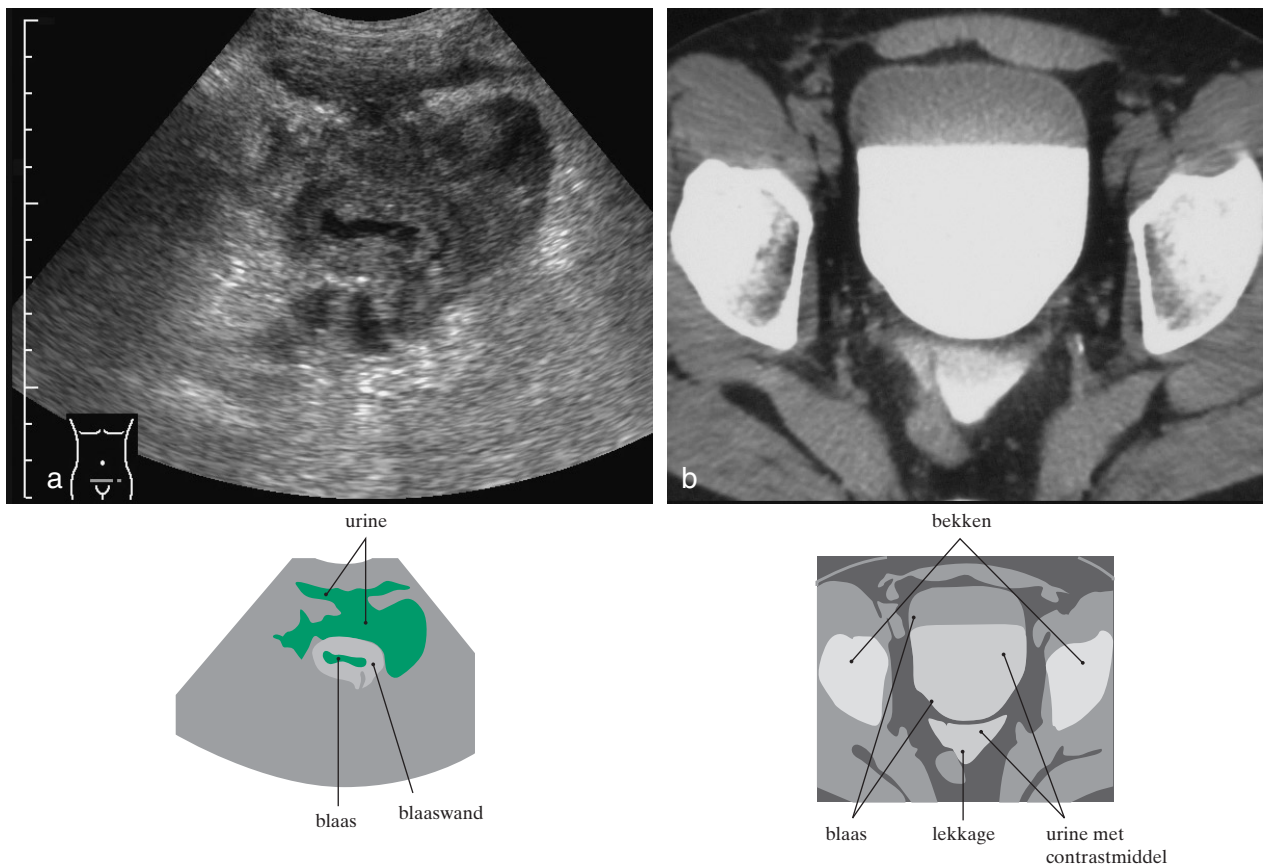 a
b
urine
blaas
blaaswand
bekken
blaas
lekkage
urine met
contrastmiddel